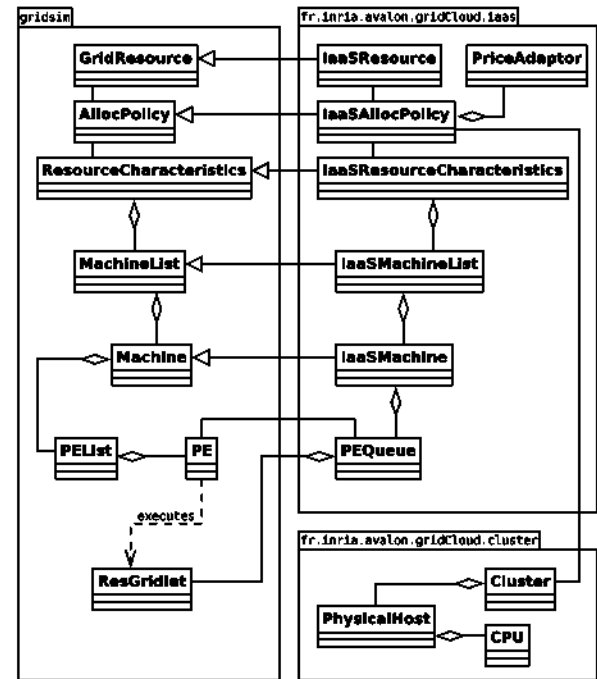 gridsim
fr.inria.avalon.gridCloud.iaas
GridResource
IaaSResource
PriceAdaptor
AllocPolicy
IaaSAllocPolicy
ResourceCharacteristics
IaaSResourceCharacteristics
MachineList
IaaSMachineList
Machine
IaaSMachine
PEList
PE
PEQueue
executes
fr.inria.avalon.gridCloud.cluster
ResGridlet
Cluster
PhysicalHost
CPU